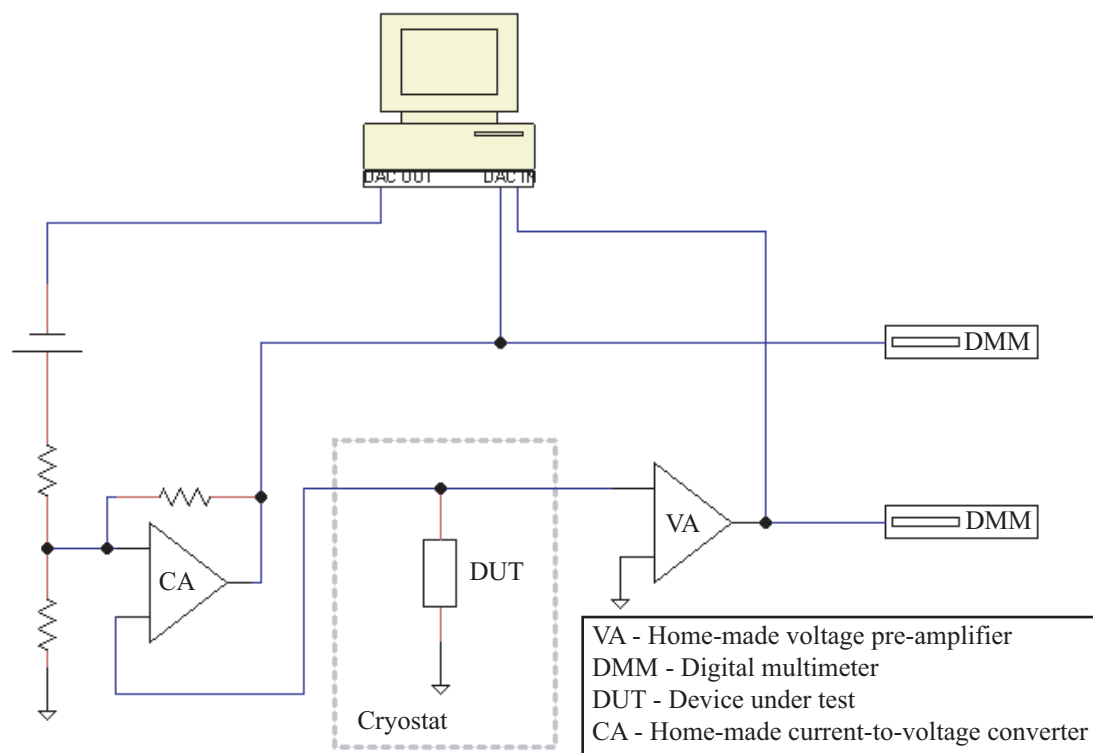 DAC OUT DAC IN
DMM
CA
VA
DMM
DUT
Cryostat
VA - Home-made voltage pre-amplifier
DMM - Digital multimeter
DUT - Device under test
CA - Home-made current-to-voltage converter